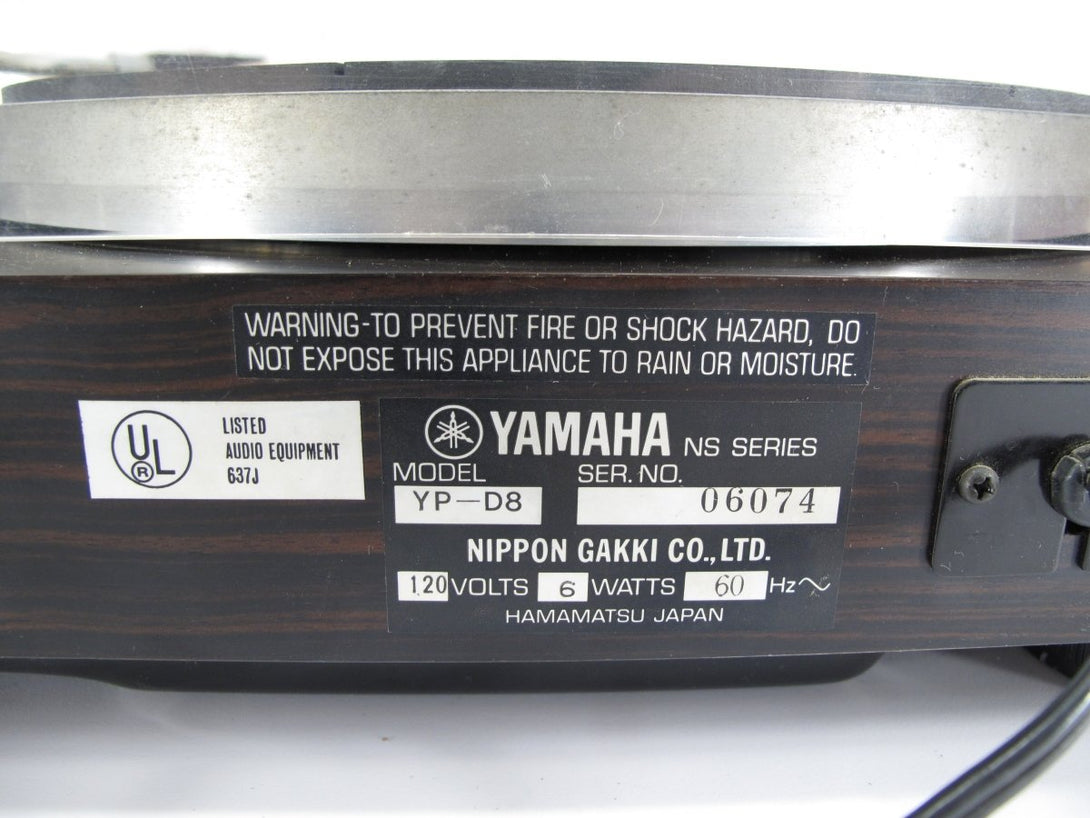 WARNING-TO PREVENT FIRE OR SHOCK HAZARD, DO
NOT EXPOSE THIS APPLIANCE TO RAIN OR MOISTURE.
UL
®
LISTED
AUDIO EQUIPMENT
637J
YAMAHA NS SERIES
MODEL SER. NO.
YP-D8 06074
NIPPON GAKKI CO., LTD.
120 VOLTS 6 WATTS 60 Hz~
HAMAMATSU JAPAN